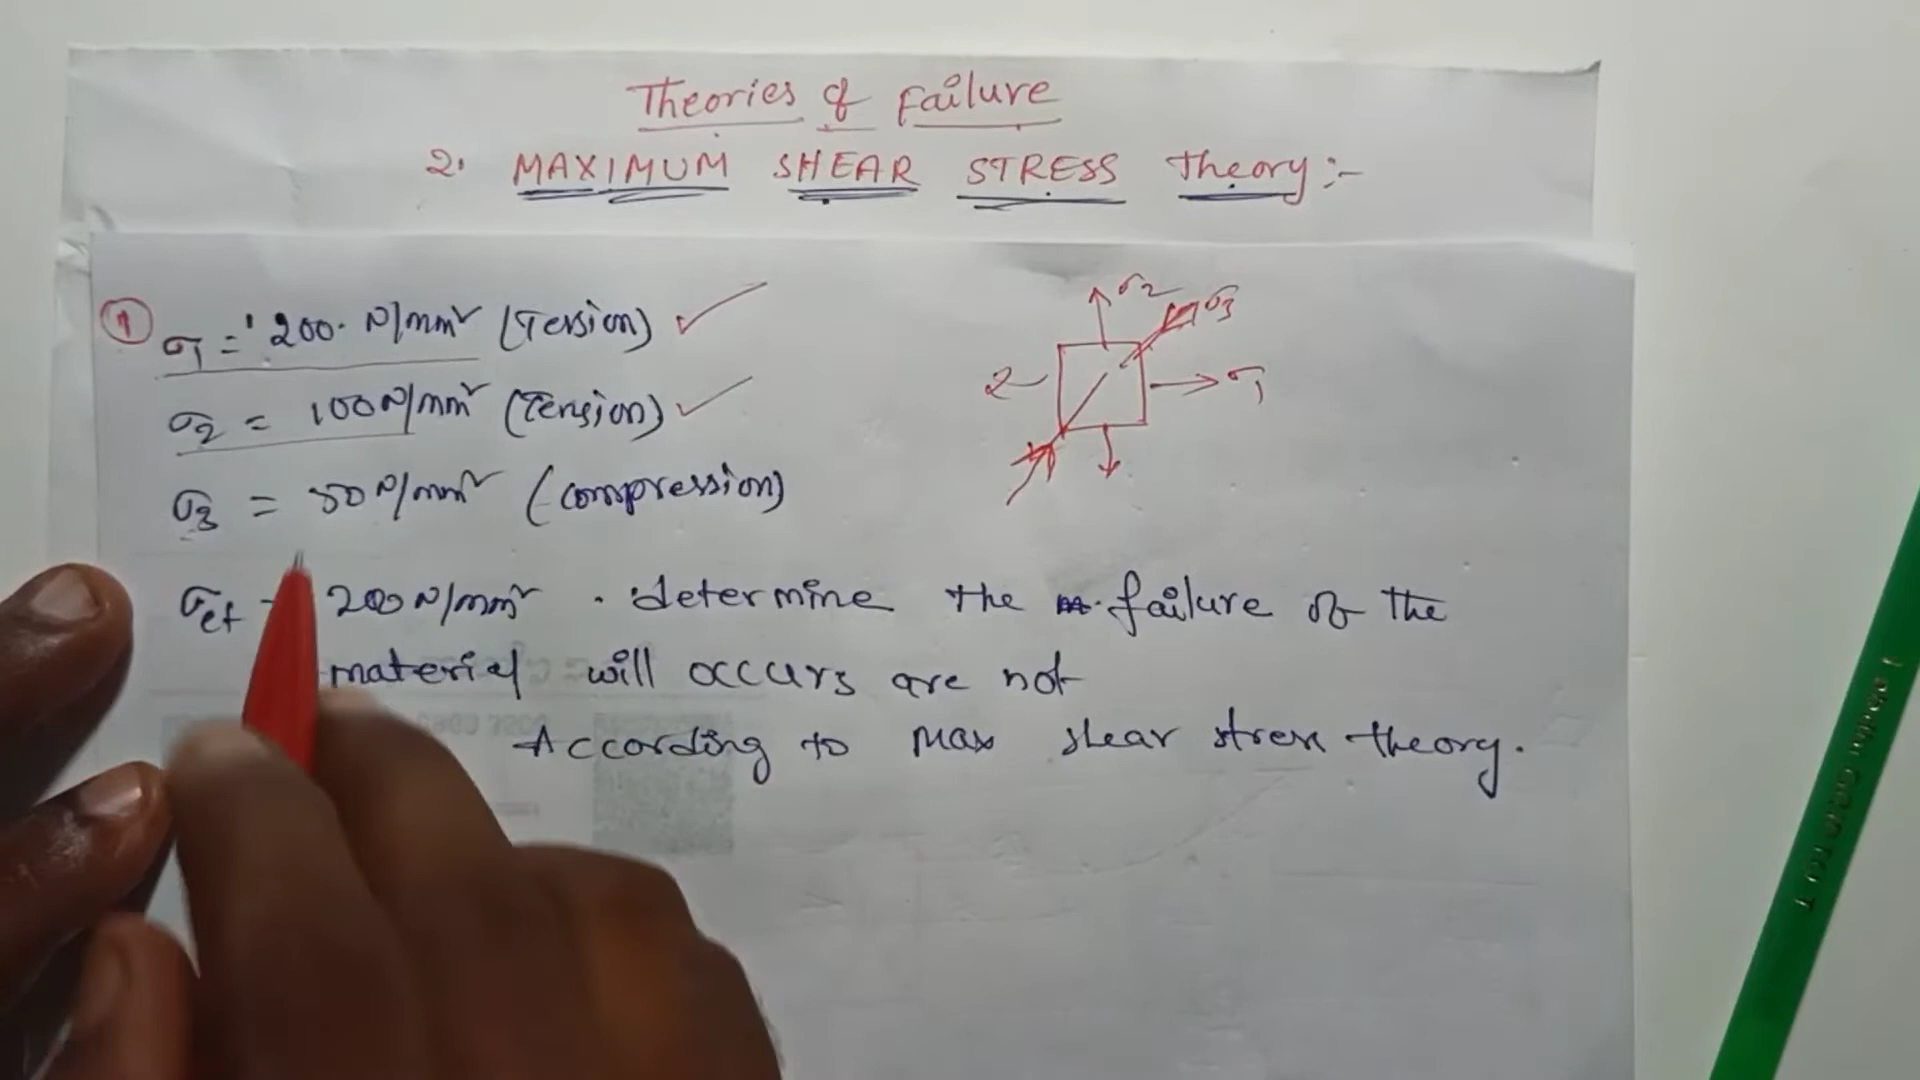 Theories of Failure
2. MAXIMUM SHEAR STRESS Theory:-
1 σ1 = 200. N/mm² (Tension) ✓
σ2 = 100 N/mm² (Tension) ✓
σ3 = 50 N/mm² (compression)
σet = 200 N/mm². determine the failure of the
material will occurs are not
According to Max shear stress theory.
σ2
σ3
σ1